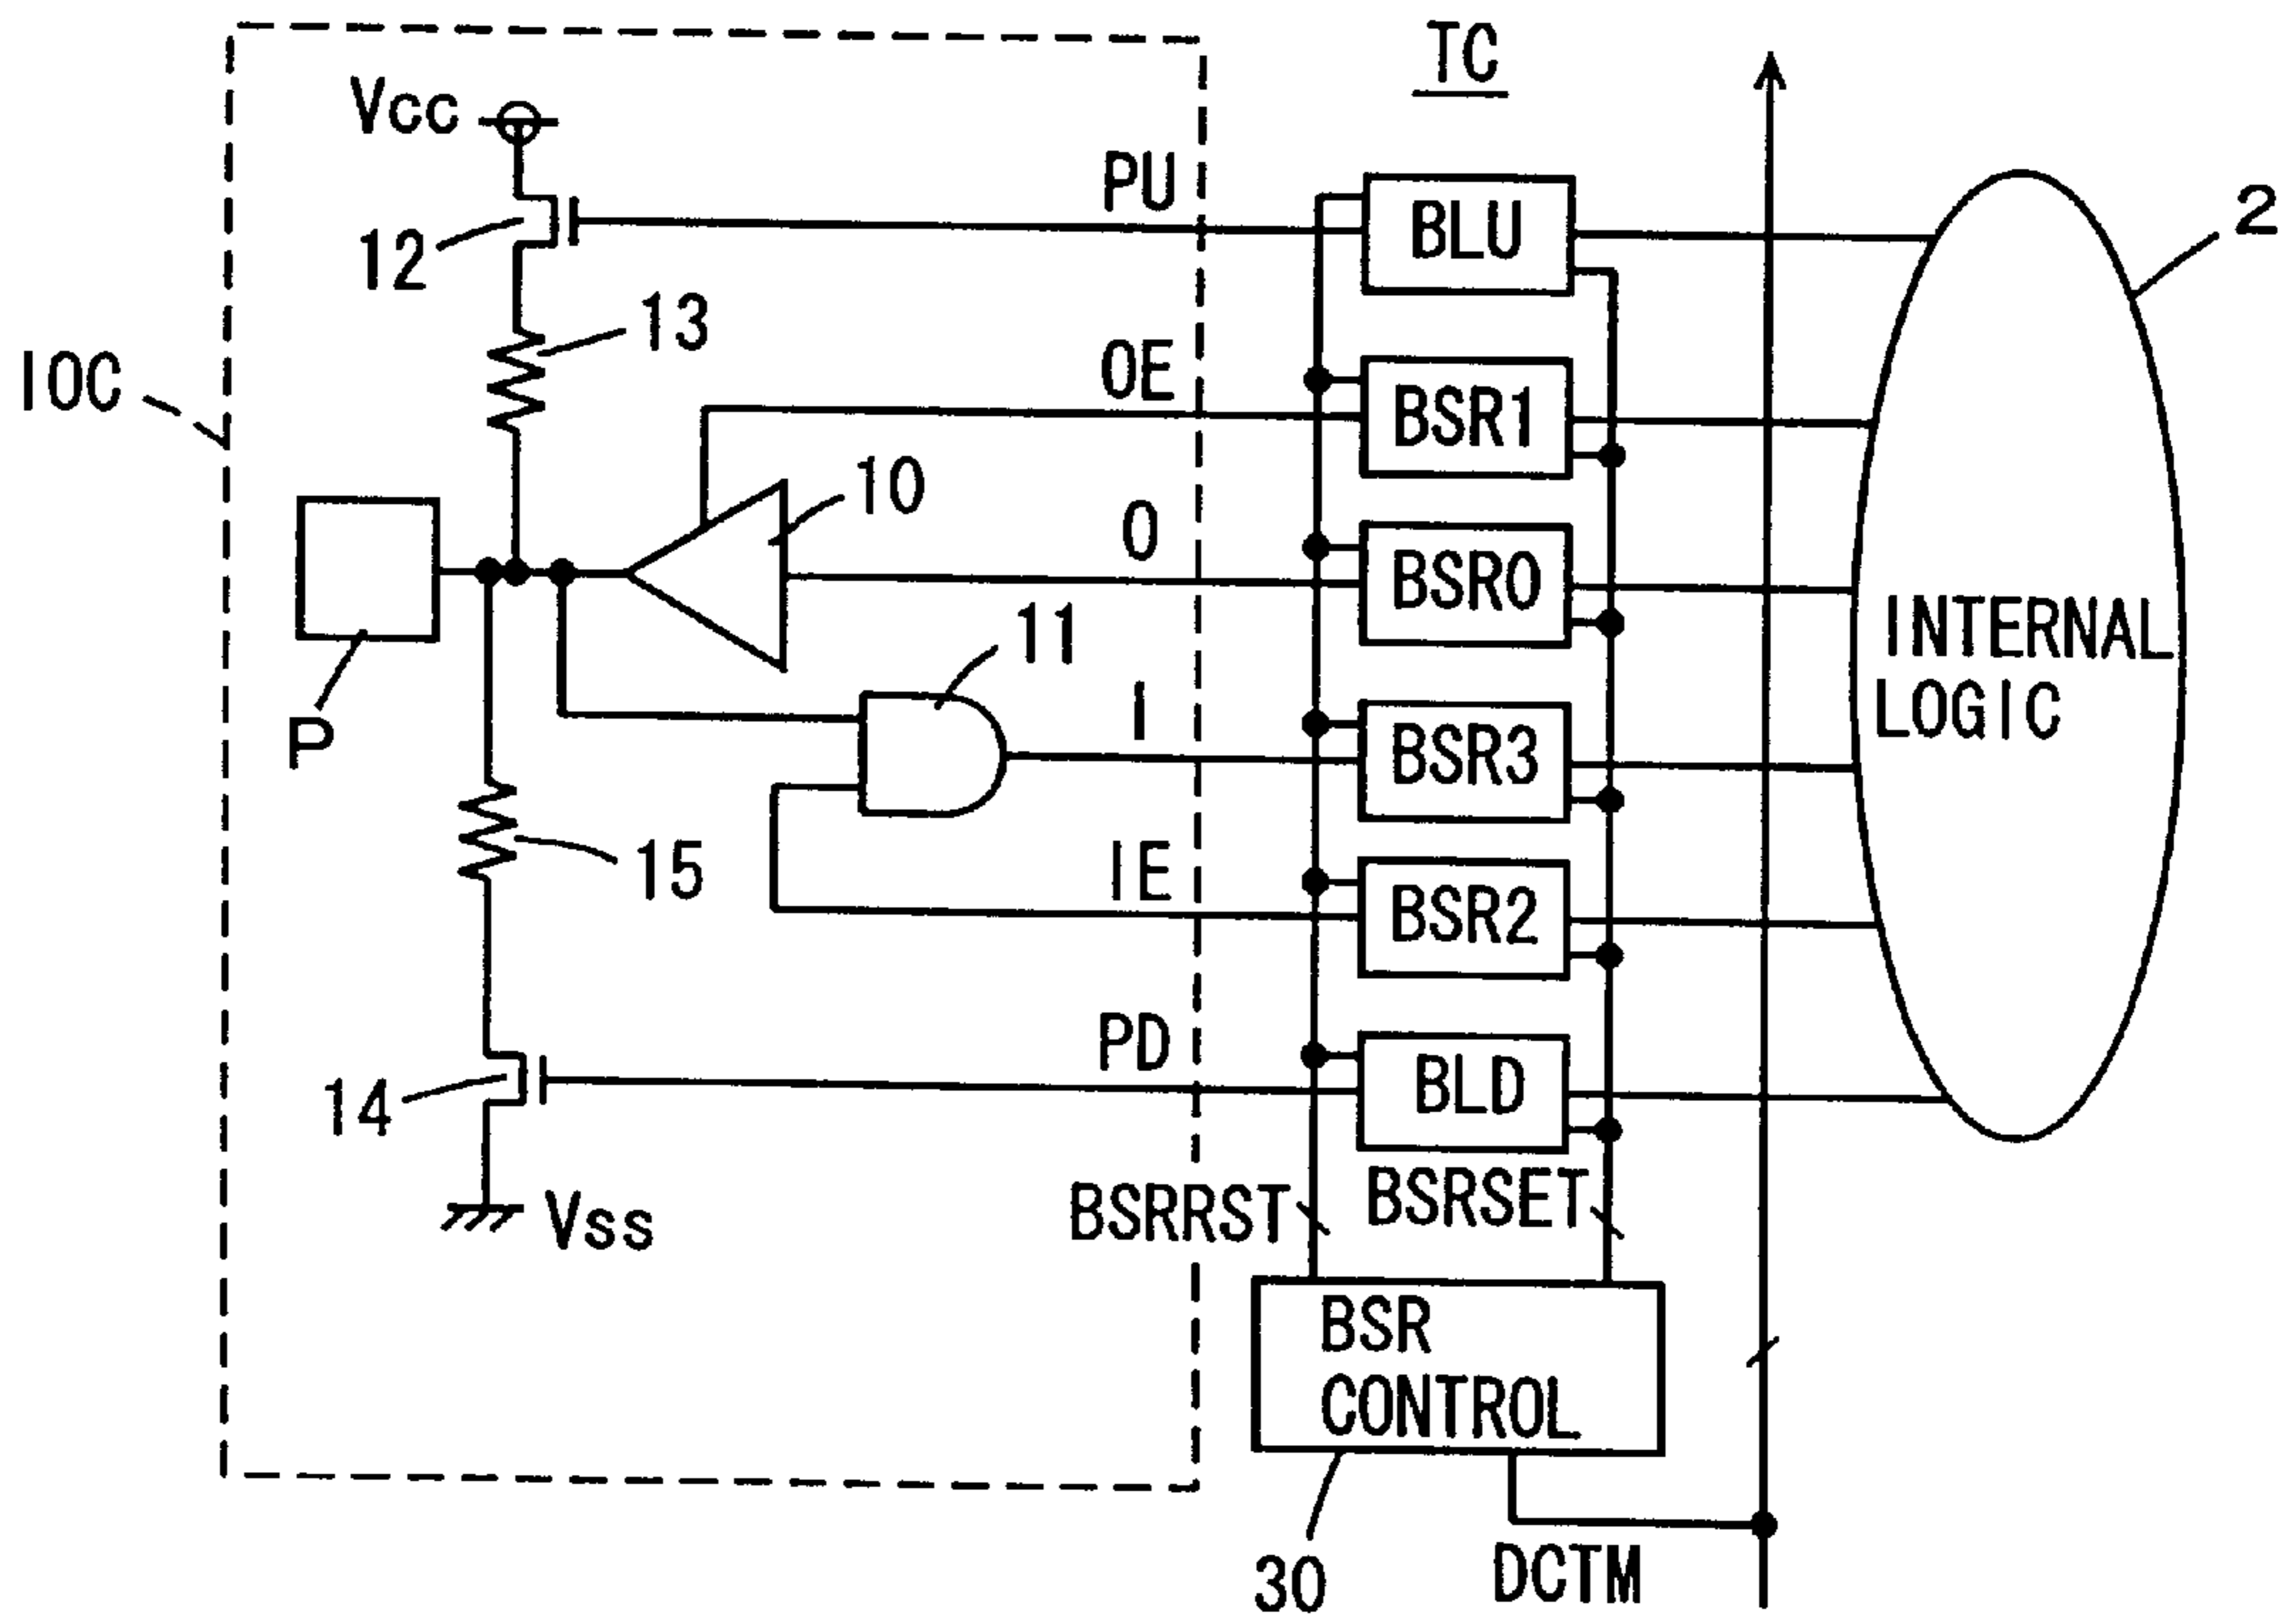 TC
Vcc
PU
BLU
2
12
13
OE
IOC
BSR1
10
O
BSR0
11
INTERNAL
LOGIC
I
P
BSR3
15
IE
BSR2
PD
BLD
14
BSRRST
BSRSET
Vss
BSR
CONTROL
30
DCTM